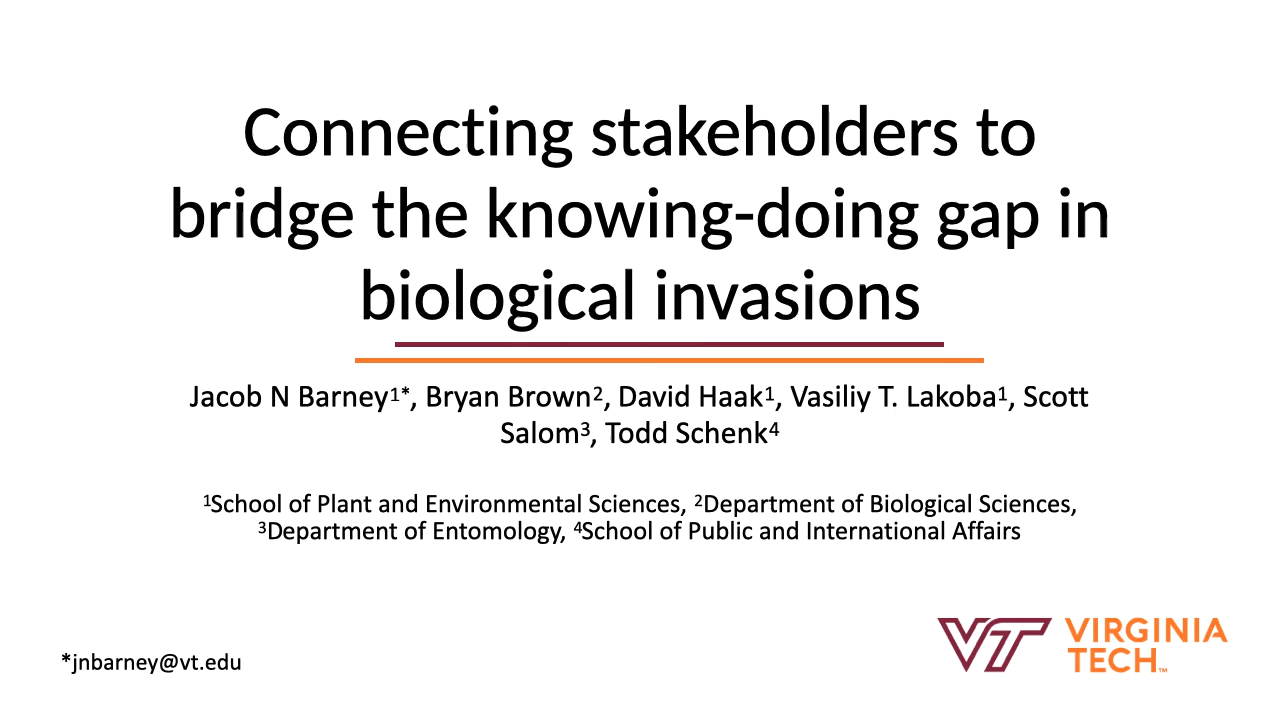 Connecting stakeholders to
bridge the knowing-doing gap in
biological invasions
Jacob N Barney¹*, Bryan Brown², David Haak¹, Vasiliy T. Lakoba¹, Scott
Salom³, Todd Schenk⁴
¹School of Plant and Environmental Sciences, ²Department of Biological Sciences,
³Department of Entomology, ⁴School of Public and International Affairs
*jnbarney@vt.edu
VT VIRGINIA
TECH™